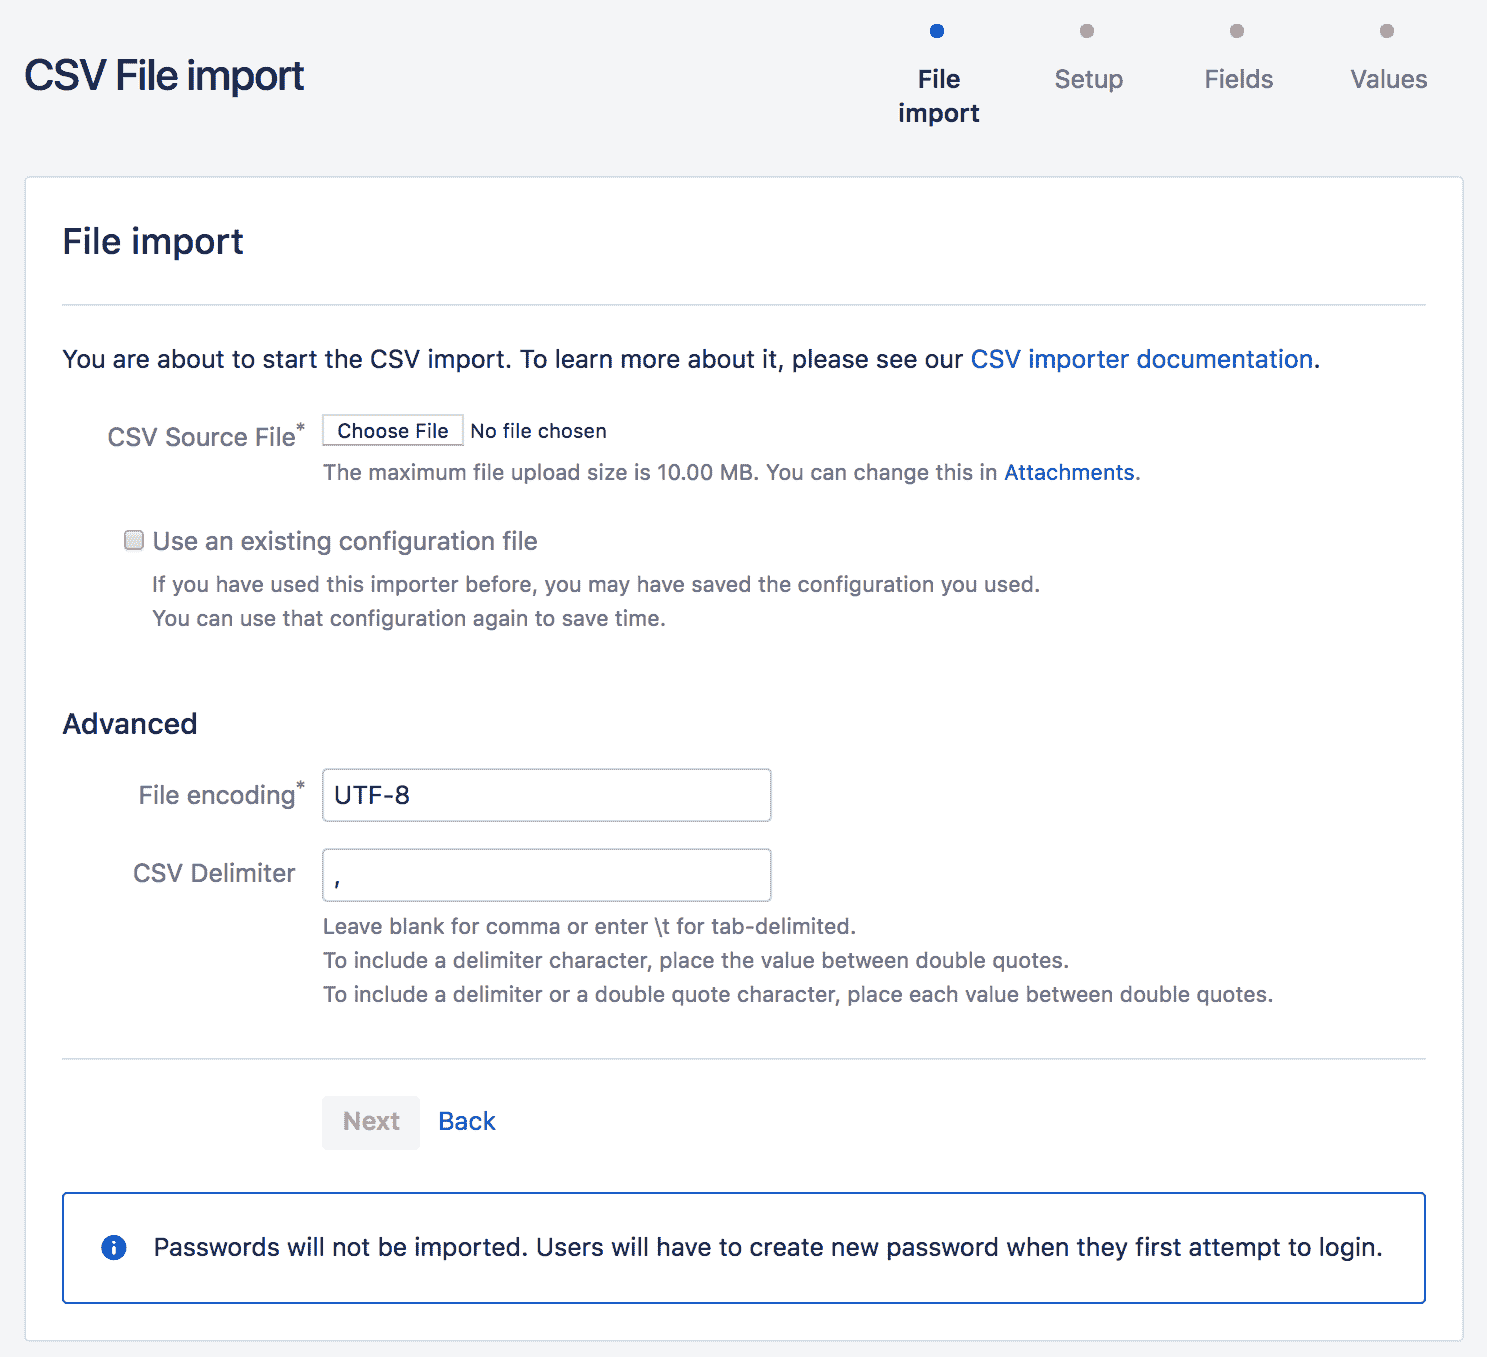 CSV File import
File
import
Setup
Fields
Values
File import
You are about to start the CSV import. To learn more about it, please see our CSV importer documentation.
CSV Source File* Choose File No file chosen
The maximum file upload size is 10.00 MB. You can change this in Attachments.
Use an existing configuration file
If you have used this importer before, you may have saved the configuration you used.
You can use that configuration again to save time.
Advanced
File encoding* UTF-8
CSV Delimiter ,
Leave blank for comma or enter \t for tab-delimited.
To include a delimiter character, place the value between double quotes.
To include a delimiter or a double quote character, place each value between double quotes.
Next Back
Passwords will not be imported. Users will have to create new password when they first attempt to login.